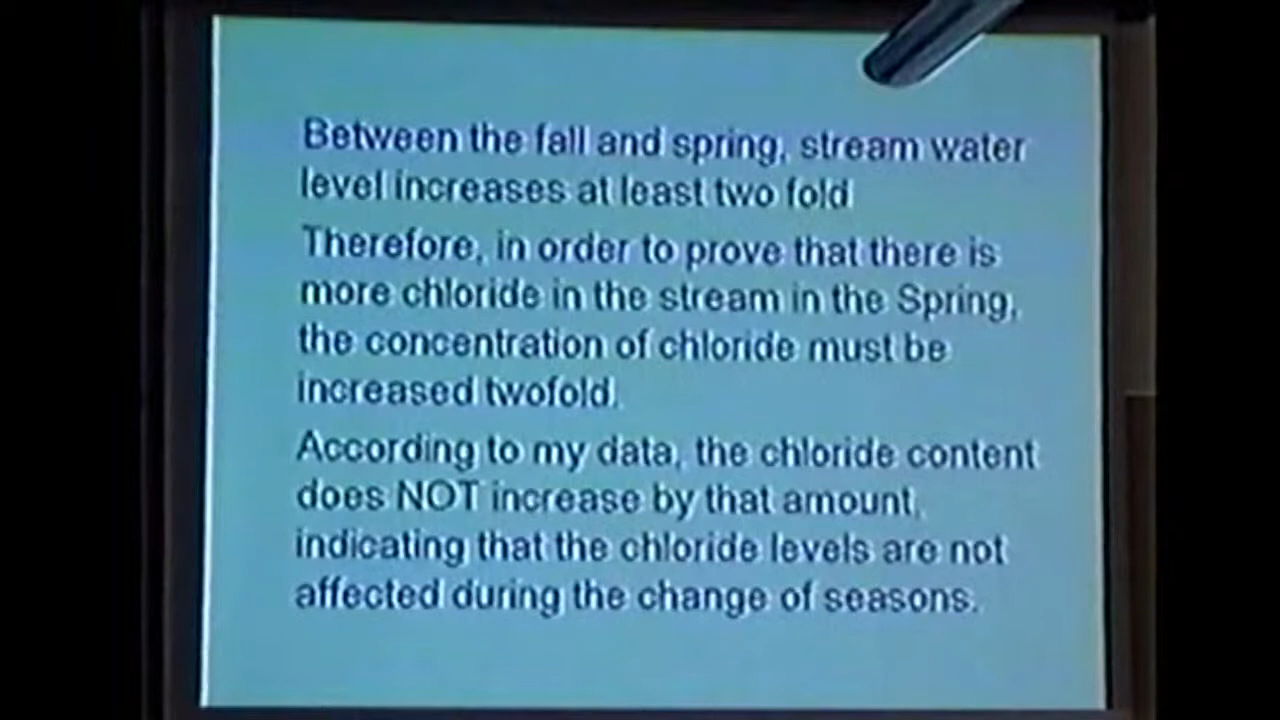 Between the fall and spring, stream water
level increases at least two fold
Therefore, in order to prove that there is
more chloride in the stream in the Spring,
the concentration of chloride must be
increased twofold.
According to my data, the chloride content
does NOT increase by that amount,
indicating that the chloride levels are not
affected during the change of seasons.